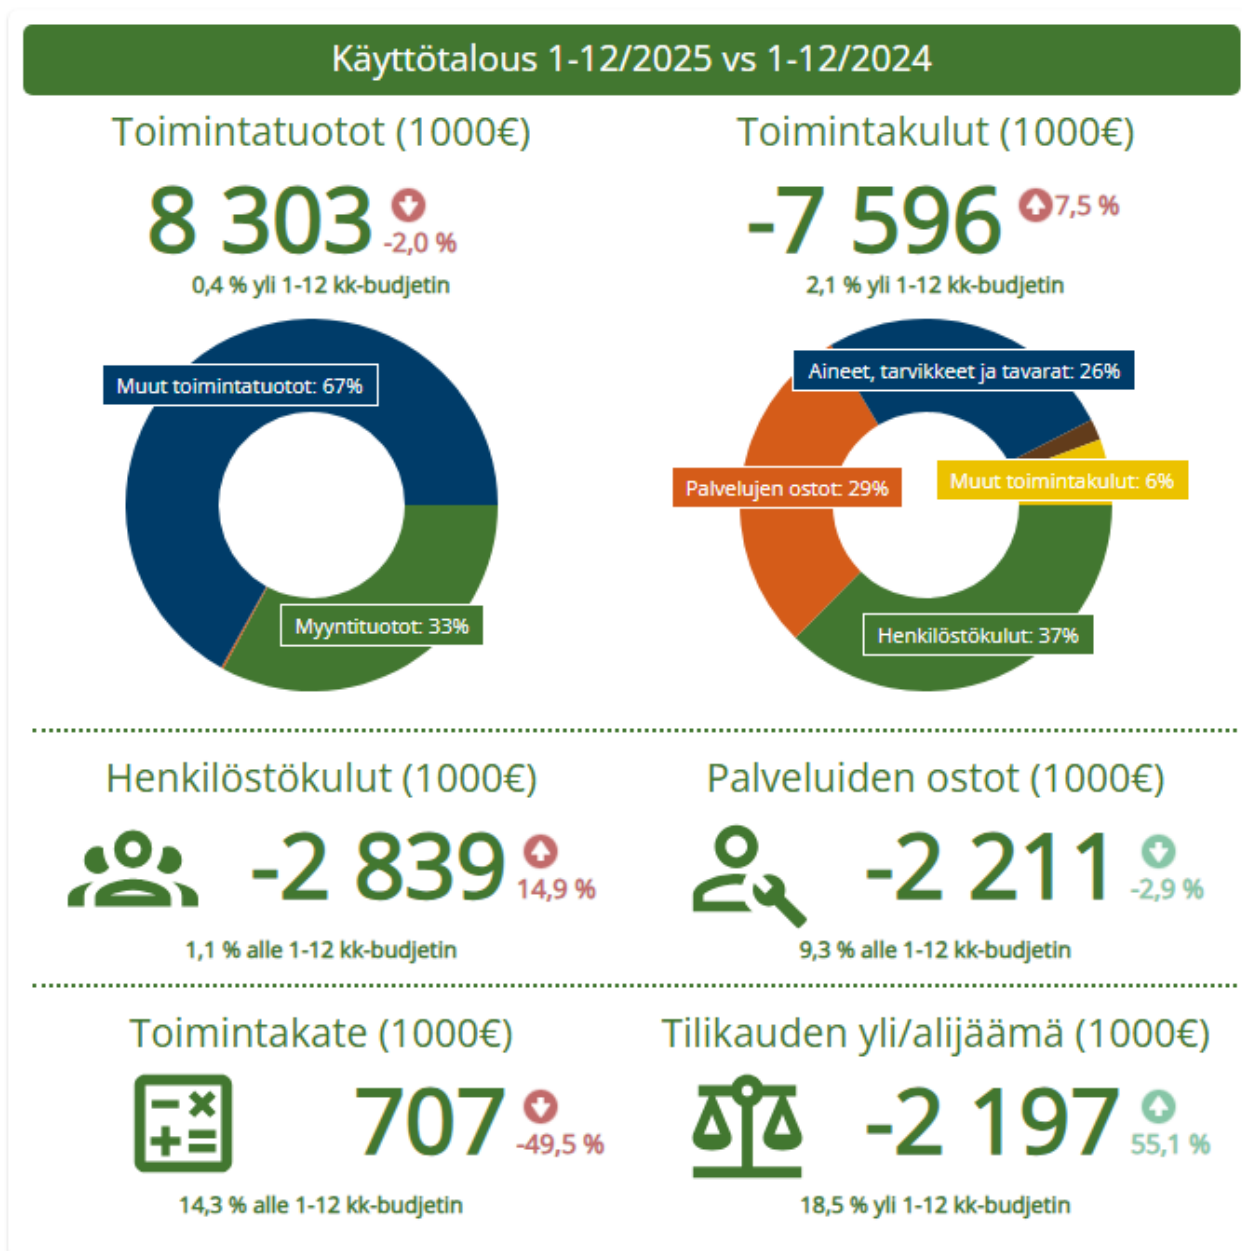 Käyttötalous 1-12/2025 vs 1-12/2024
Toimintatuotot (1000€)
8 303
-2,0 %
0,4 % yli 1-12 kk-budjetin
Muut toimintatuotot: 67%
Myyntituotot: 33%
Toimintakulut (1000€)
-7 596
7,5 %
2,1 % yli 1-12 kk-budjetin
Aineet, tarvikkeet ja tavarat: 26%
Palvelujen ostot: 29%
Muut toimintakulut: 6%
Henkilöstökulut: 37%
Henkilöstökulut (1000€)
-2 839
14,9 %
1,1 % alle 1-12 kk-budjetin
Palveluiden ostot (1000€)
-2 211
-2,9 %
9,3 % alle 1-12 kk-budjetin
Toimintakate (1000€)
707
-49,5 %
14,3 % alle 1-12 kk-budjetin
Tilikauden yli/alijäämä (1000€)
-2 197
55,1 %
18,5 % yli 1-12 kk-budjetin